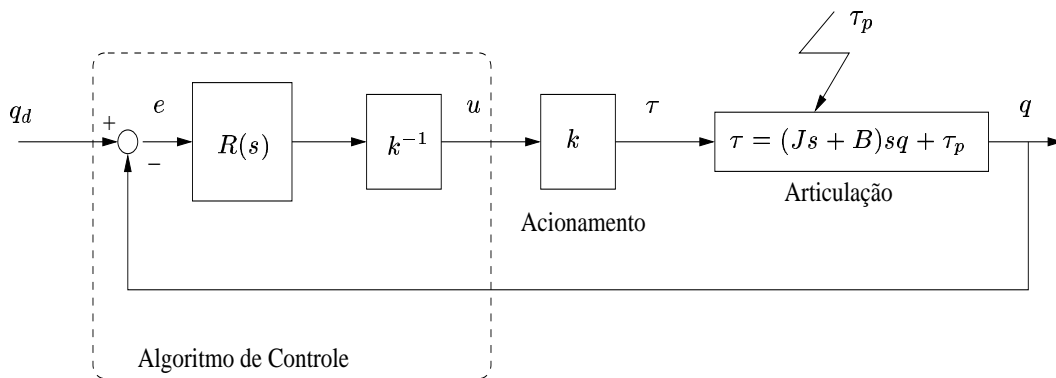 τ_p
q_d
+
−
e
R(s)
k^{-1}
u
k
τ
τ = (Js + B)sq + τ_p
q
Articulação
Acionamento
Algoritmo de Controle